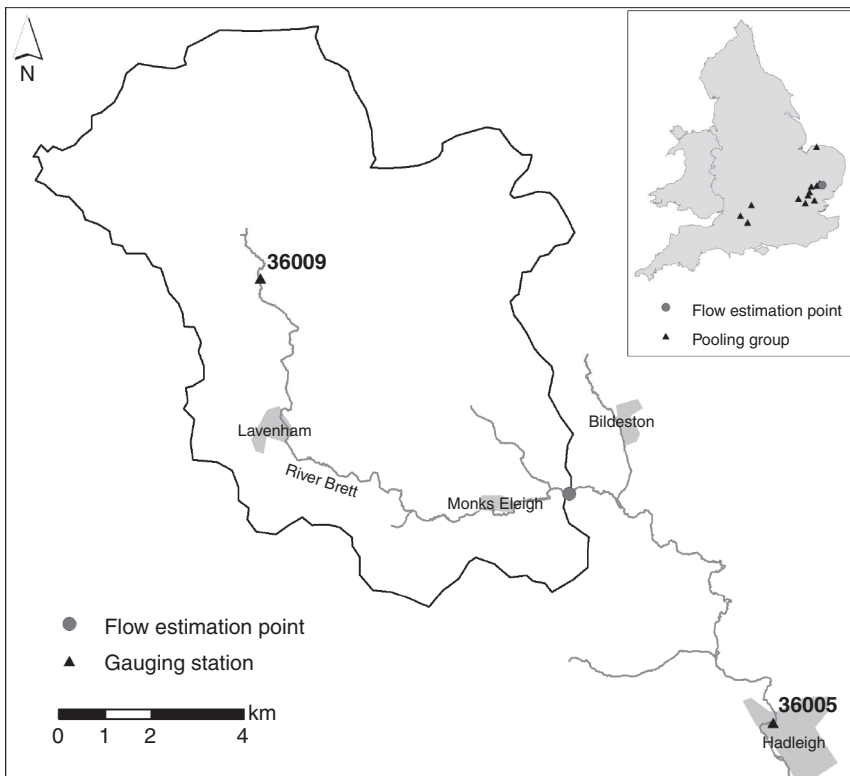 N
36009
Lavenham
River Brett
Monks Eleigh
Bildeston
36005
Hadleigh
Flow estimation point
Gauging station
km
0 1 2 4
Flow estimation point
Pooling group